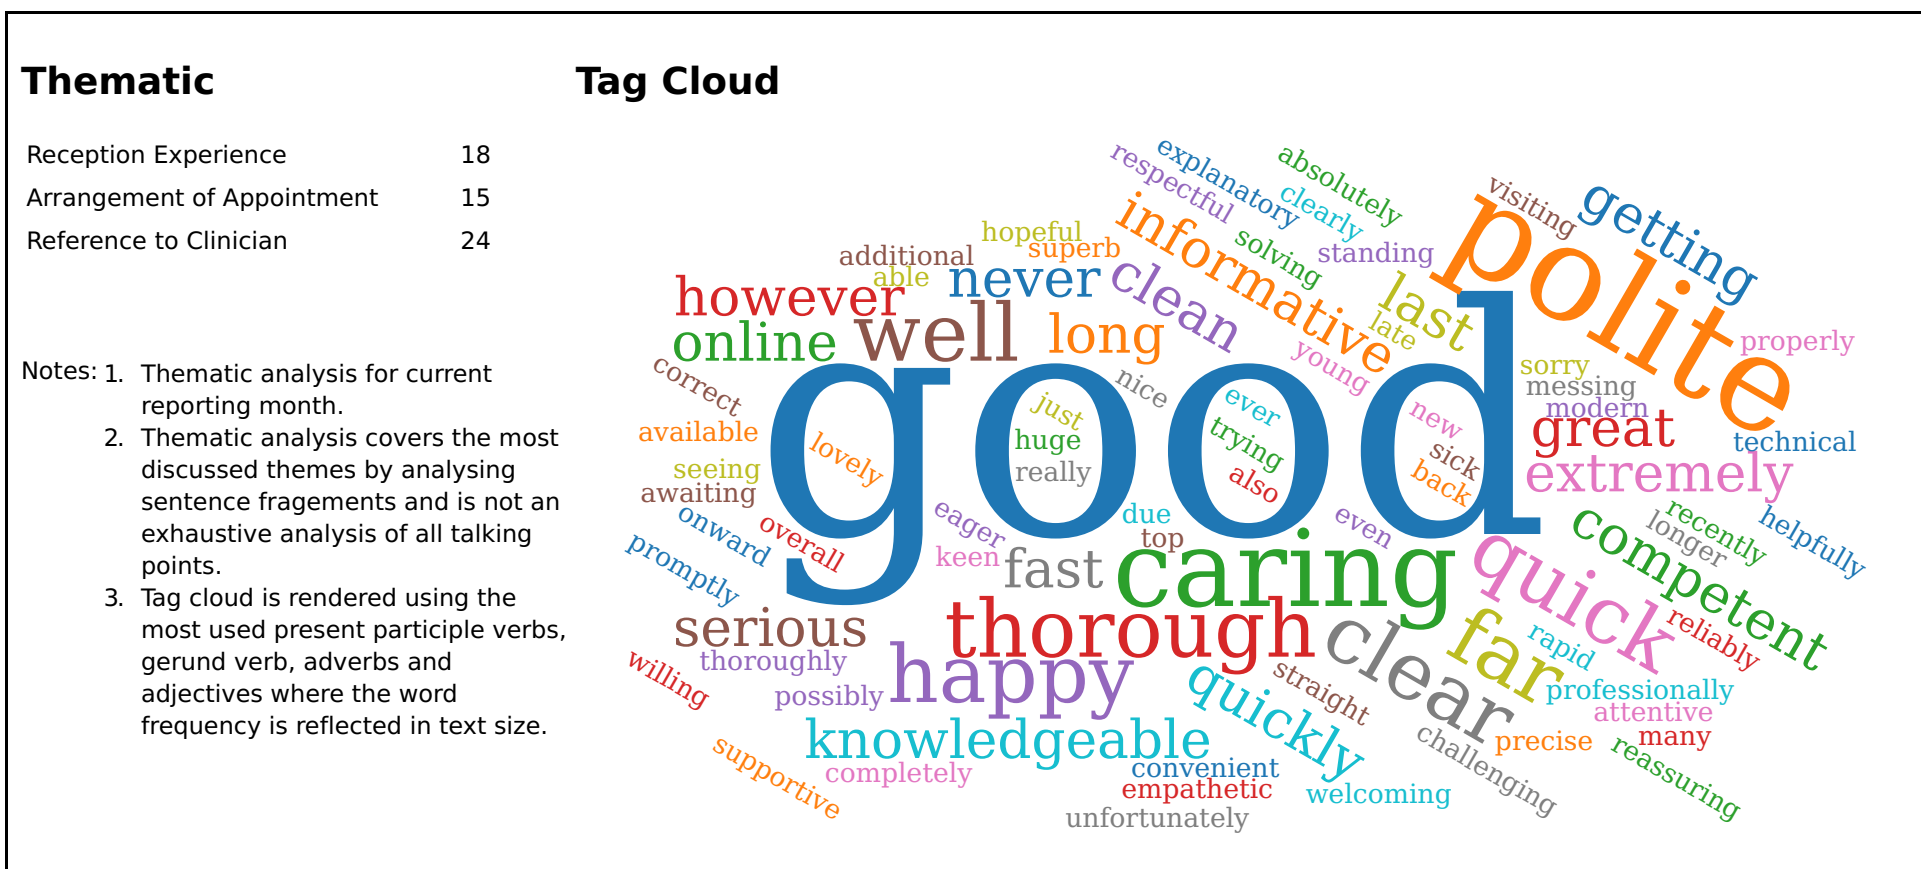 Thematic
Tag Cloud
Reception Experience 18
Arrangement of Appointment 15
Reference to Clinician 24
Notes: 1. Thematic analysis for current
reporting month.
2. Thematic analysis covers the most
discussed themes by analysing
sentence fragements and is not an
exhaustive analysis of all talking
points.
3. Tag cloud is rendered using the
most used present participle verbs,
gerund verb, adverbs and
adjectives where the word
frequency is reflected in text size.
absolutely
explanatory
respectful
clearly
visiting
getting
polite
informative
hopeful
superb
solving
standing
additional
able
never
clean
last
late
however
well
online
long
young
properly
good
correct
nice
sorry
messing
modern
great
technical
available
lovely
just
huge
really
ever
trying
also
new
sick
back
extremely
seeing
awaiting
onward
overall
promptly
eager
keen
due
top
even
fast
caring
competent
recently
longer
helpfully
quick
reliably
serious
thorough
clear
far
rapid
thoroughly
happy
willing
possibly
straight
quickly
professionally
attentive
many
knowledgeable
challenging
precise
reassuring
supportive
completely
convenient
empathetic
welcoming
unfortunately